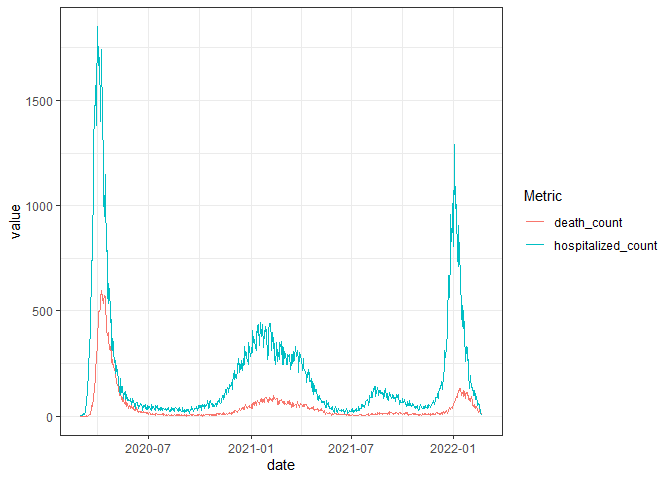 1500
1000
500
0
value
2020-07
2021-01
2021-07
2022-01
date
Metric
death_count
hospitalized_count